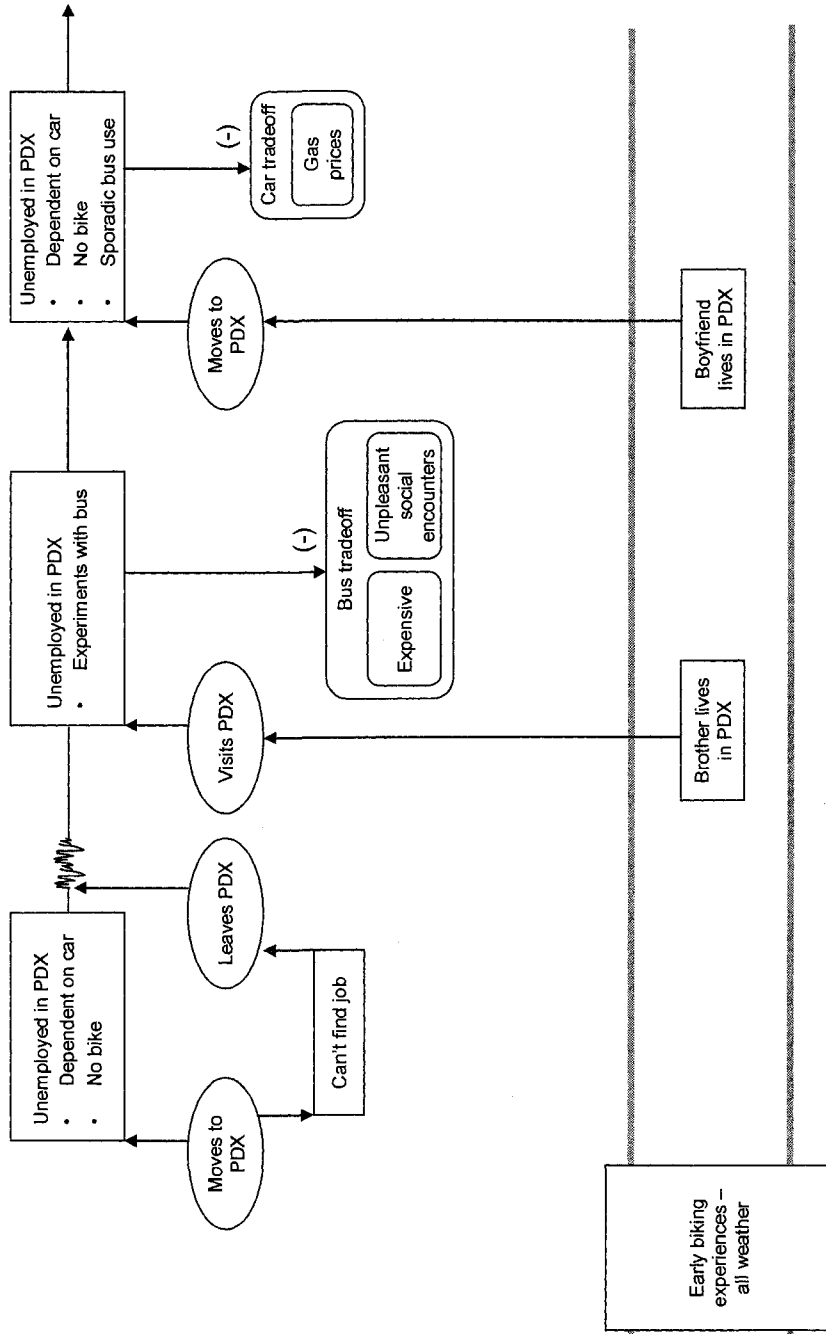 Unemployed in PDX
• Dependent on car
• No bike
Unemployed in PDX
• Experiments with bus
Unemployed in PDX
• Dependent on car
• No bike
• Sporadic bus use
Moves to
PDX
Leaves PDX
Visits PDX
Moves to
PDX
Can't find job
(-)
Bus tradeoff
Expensive
Unpleasant
social
encounters
(-)
Car tradeoff
Gas
prices
Early biking
experiences –
all weather
Brother lives
in PDX
Boyfriend
lives in PDX